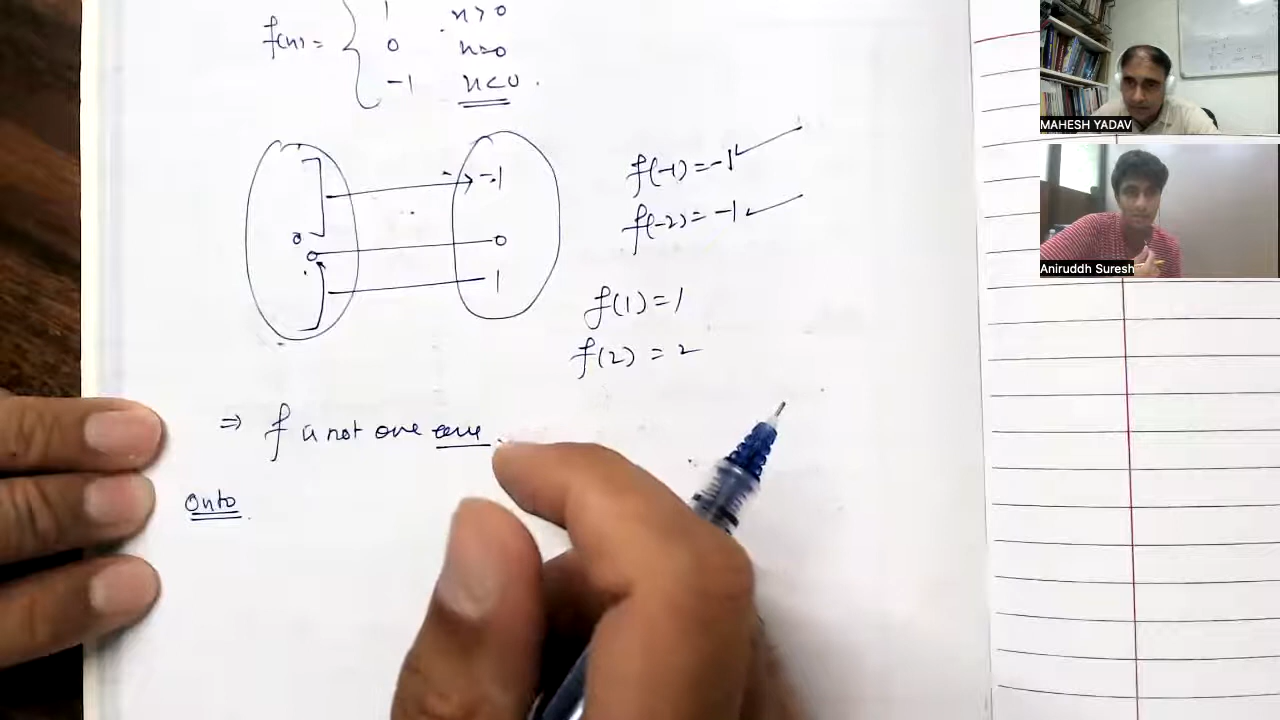 f(x) = { 1 x > 0
0 x = 0
-1 x < 0 .
-1
0
0
0
1
f(-1) = -1
f(-2) = -1
f(1) = 1
f(2) = 2
⇒ f is not one one
Onto
MAHESH YADAV
Aniruddh Suresh